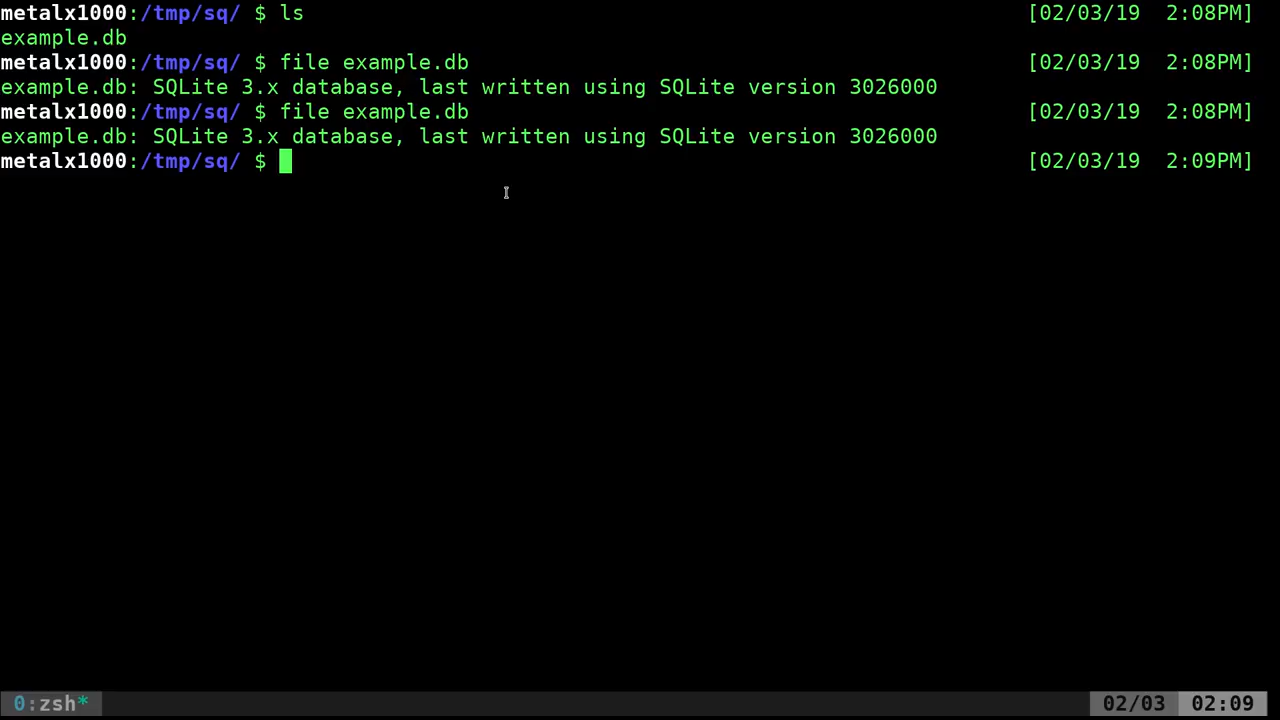 metalx1000:/tmp/sq/ $ ls [02/03/19  2:08PM]
example.db
metalx1000:/tmp/sq/ $ file example.db [02/03/19  2:08PM]
example.db: SQLite 3.x database, last written using SQLite version 3026000
metalx1000:/tmp/sq/ $ file example.db [02/03/19  2:08PM]
example.db: SQLite 3.x database, last written using SQLite version 3026000
metalx1000:/tmp/sq/ $ [02/03/19  2:09PM]
0:zsh* 02/03 02:09